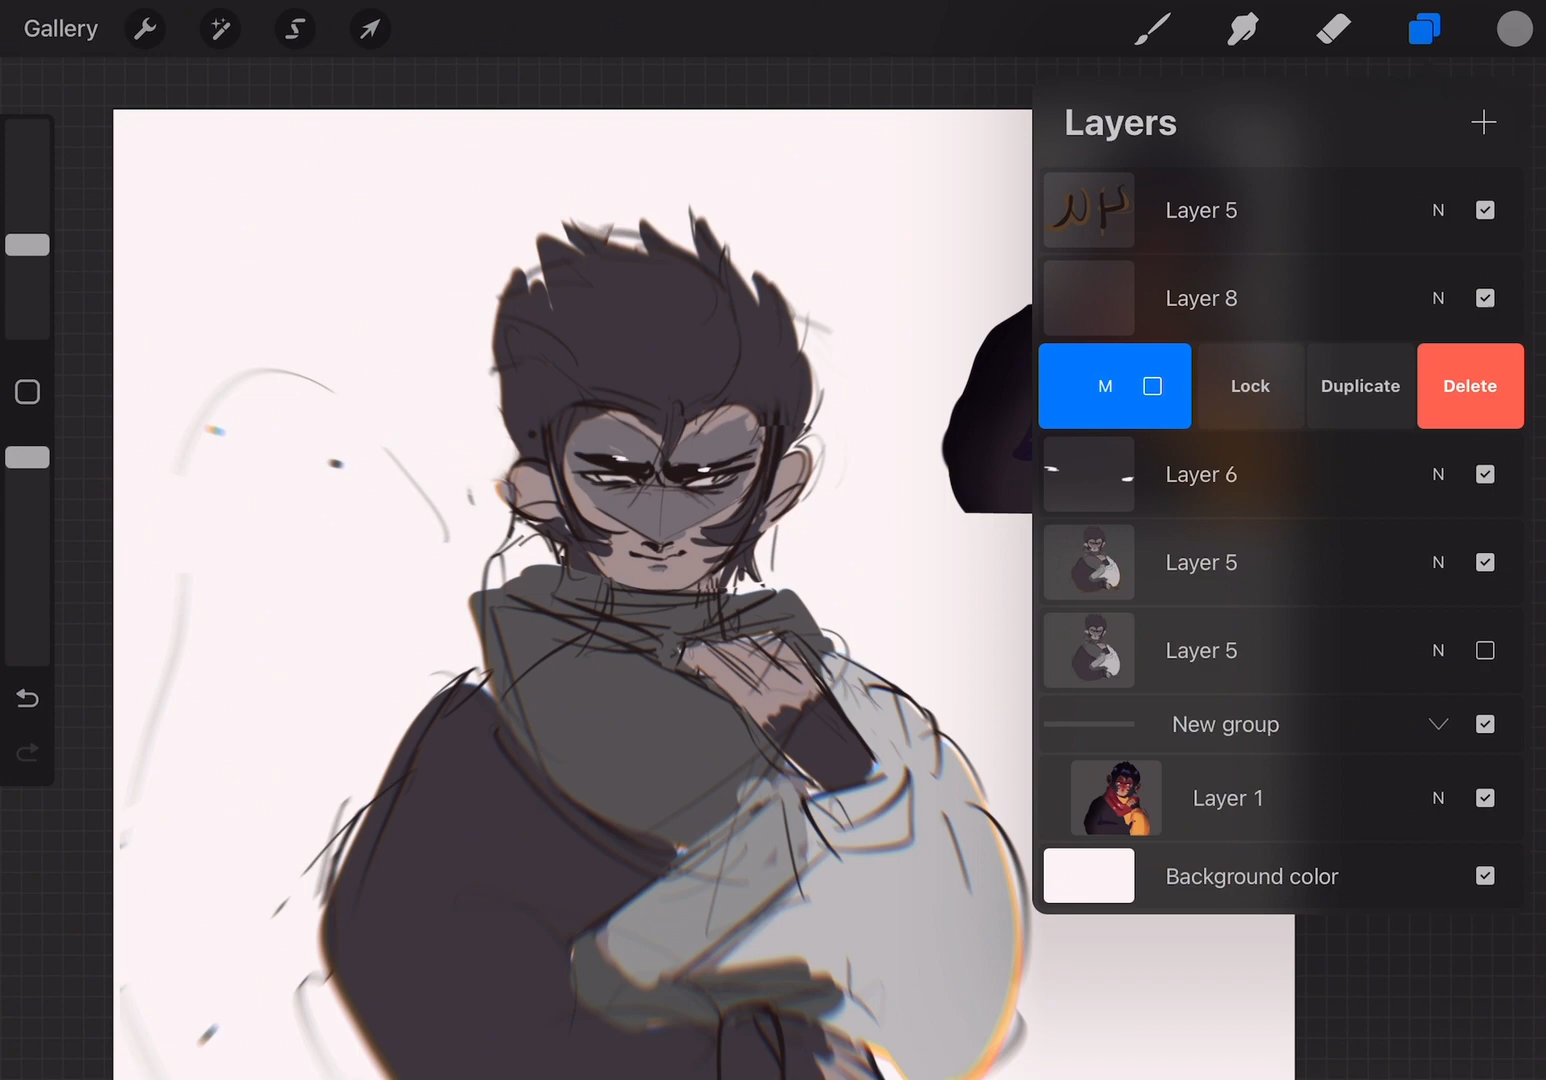 Gallery
Layers
Layer 5 N
Layer 8 N
M Lock Duplicate Delete
Layer 6 N
Layer 5 N
Layer 5 N
New group
Layer 1 N
Background color